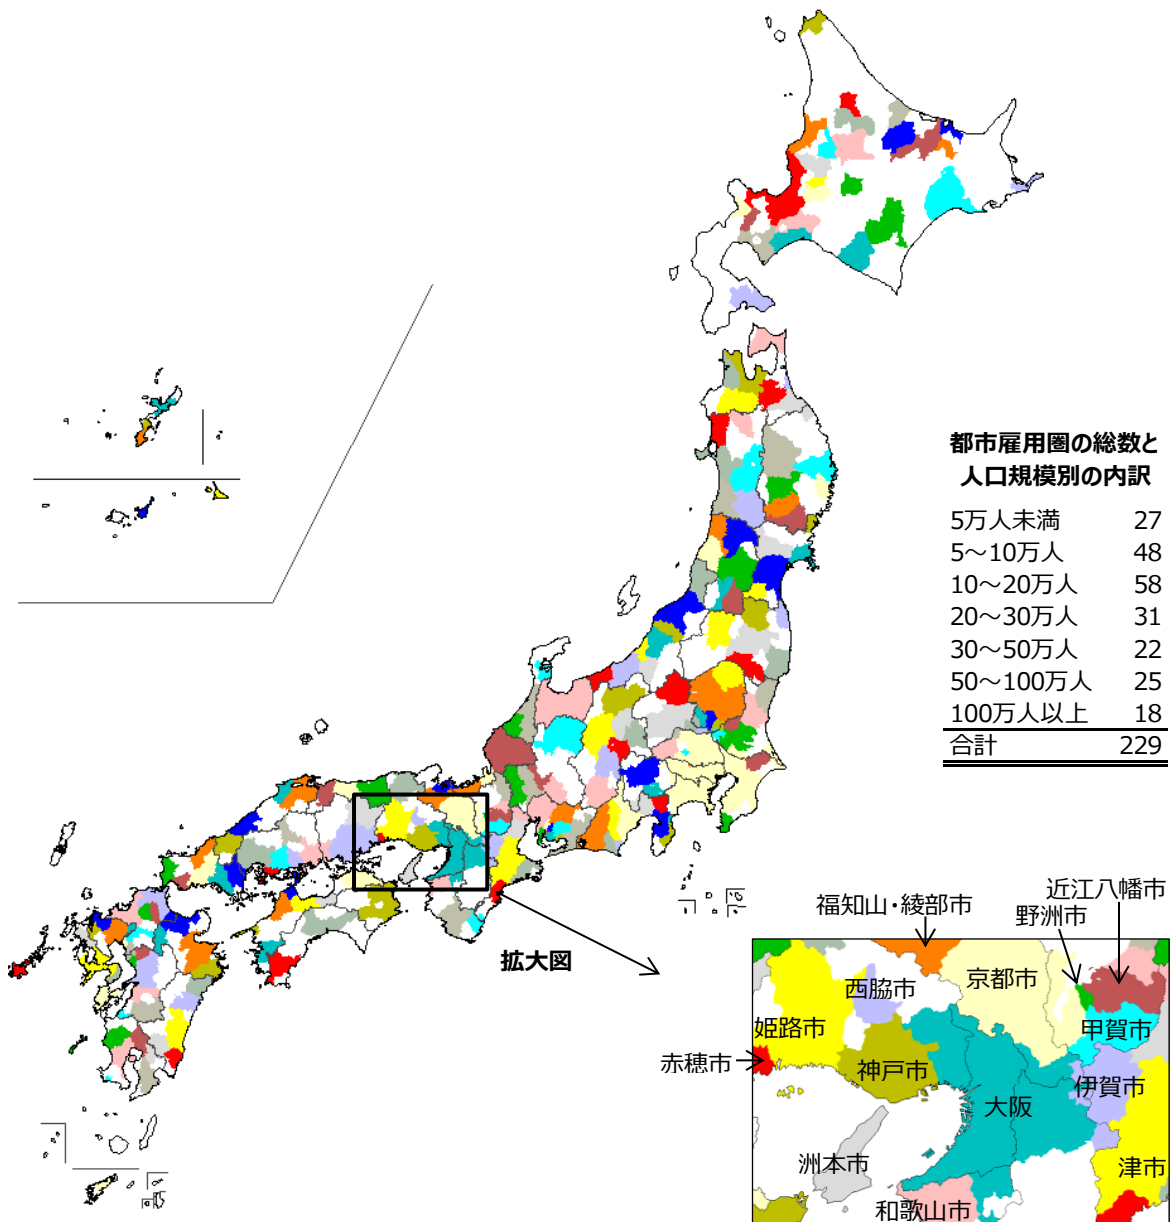 都市雇用圏の総数と
人口規模別の内訳
5万人未満 27
5～10万人 48
10～20万人 58
20～30万人 31
30～50万人 22
50～100万人 25
100万人以上 18
合計 229
拡大図
近江八幡市
福知山・綾部市
野洲市
京都市
西脇市
姫路市
甲賀市
赤穂市
神戸市
伊賀市
大阪
洲本市
津市
和歌山市